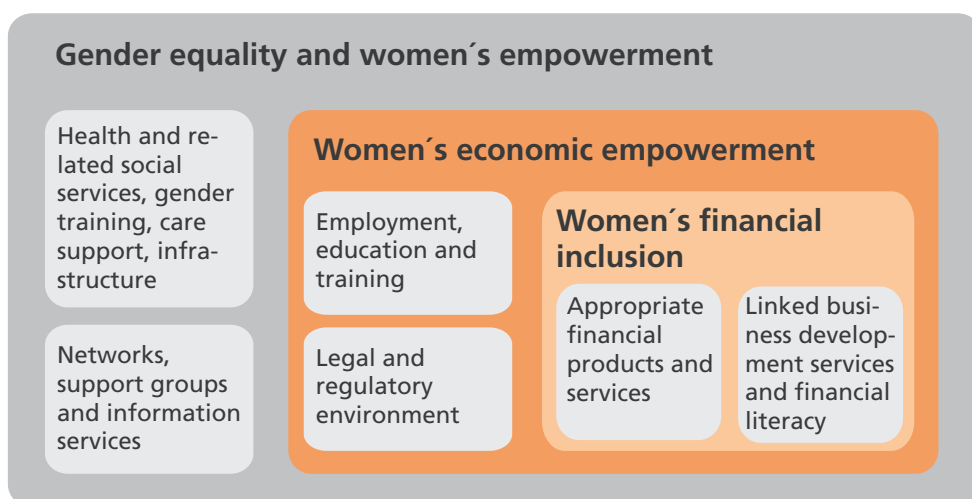 Gender equality and women´s empowerment
Health and re-
lated social
services, gender
training, care
support, infra-
structure
Networks,
support groups
and information
services
Women´s economic empowerment
Employment,
education and
training
Legal and
regulatory
environment
Women´s financial
inclusion
Appropriate
financial
products and
services
Linked busi-
ness develop-
ment services
and financial
literacy